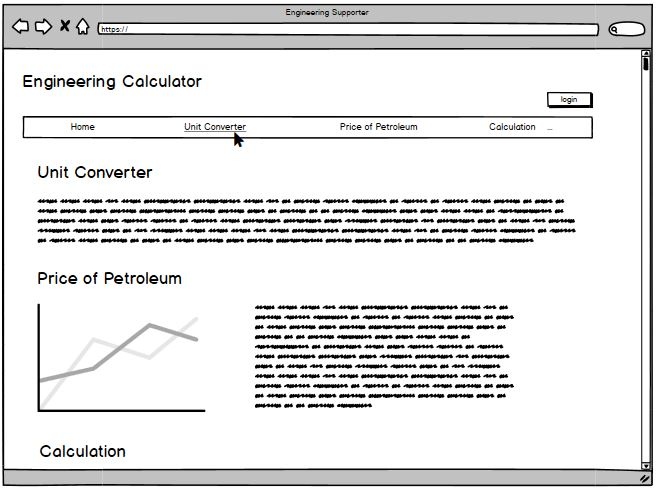 Engineering Supporter
https://
Engineering Calculator
login
Home Unit Converter Price of Petroleum Calculation ...
Unit Converter
Price of Petroleum
Calculation